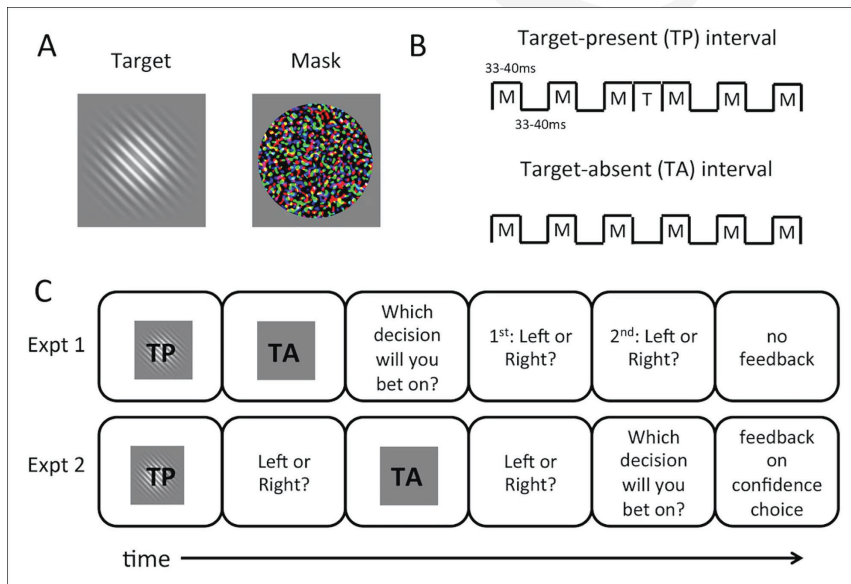 A
Target
Mask
B
Target-present (TP) interval
33-40ms
M M M T M M M
33-40ms
Target-absent (TA) interval
M M M M M M
C
Expt 1
TP
TA
Which
decision
will you
bet on?
1st: Left or
Right?
2nd: Left or
Right?
no
feedback
Expt 2
TP
Left or
Right?
TA
Left or
Right?
Which
decision
will you
bet on?
feedback
on
confidence
choice
time